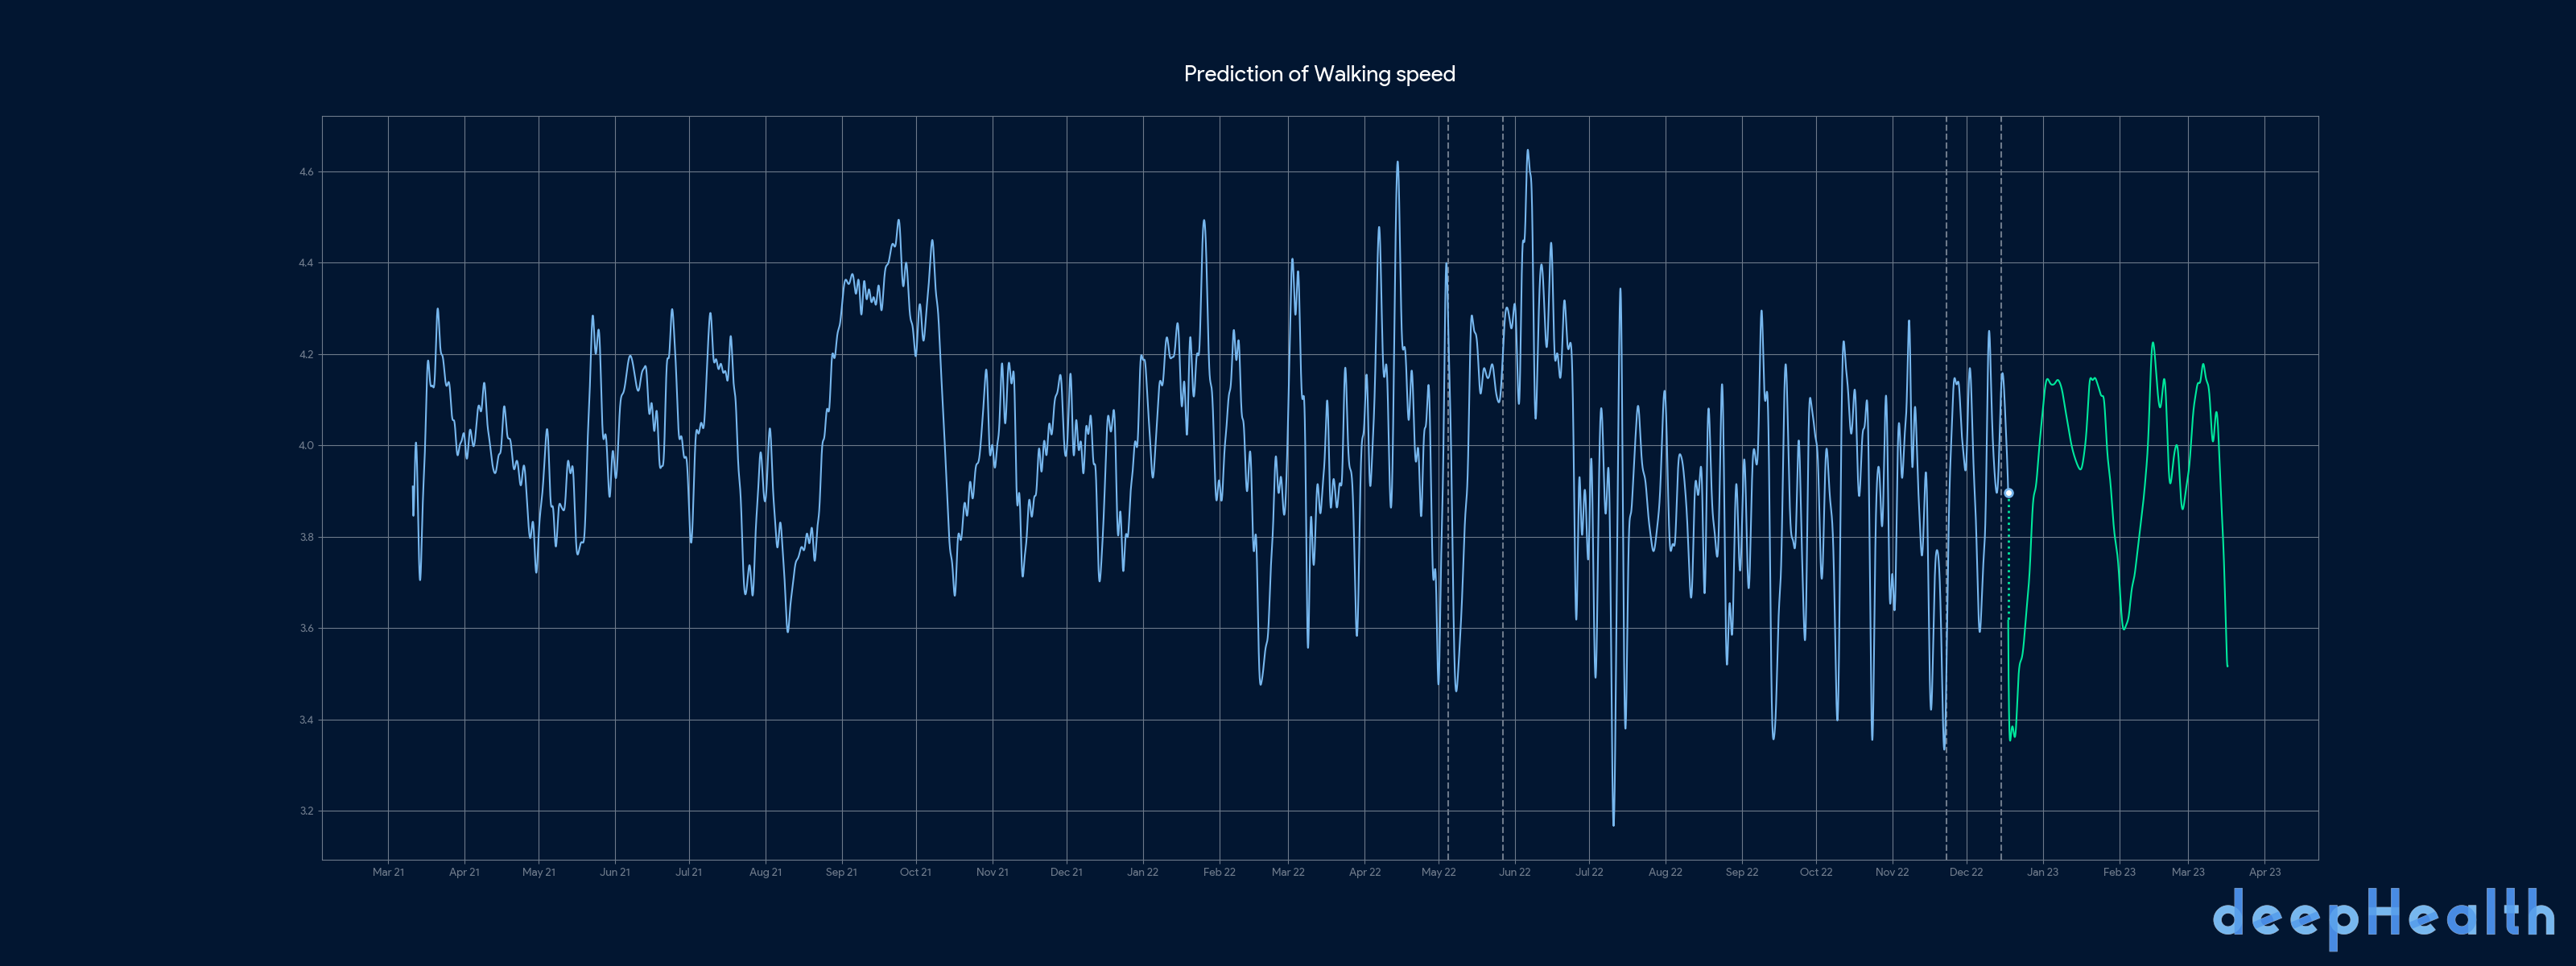 Prediction of Walking speed
4.6
4.4
4.2
4.0
3.8
3.6
3.4
3.2
Mar 21 Apr 21 May 21 Jun 21 Jul 21 Aug 21 Sep 21 Oct 21 Nov 21 Dec 21 Jan 22 Feb 22 Mar 22 Apr 22 May 22 Jun 22 Jul 22 Aug 22 Sep 22 Oct 22 Nov 22 Dec 22 Jan 23 Feb 23 Mar 23 Apr 23
deepHealth